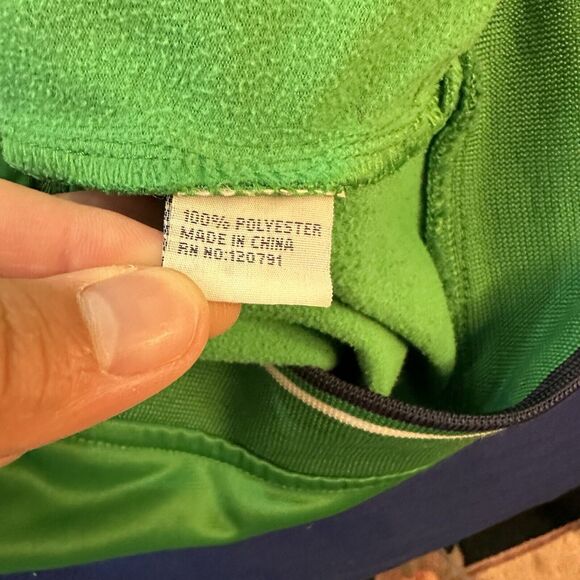 100% POLYESTER
MADE IN CHINA
RN NO:120791